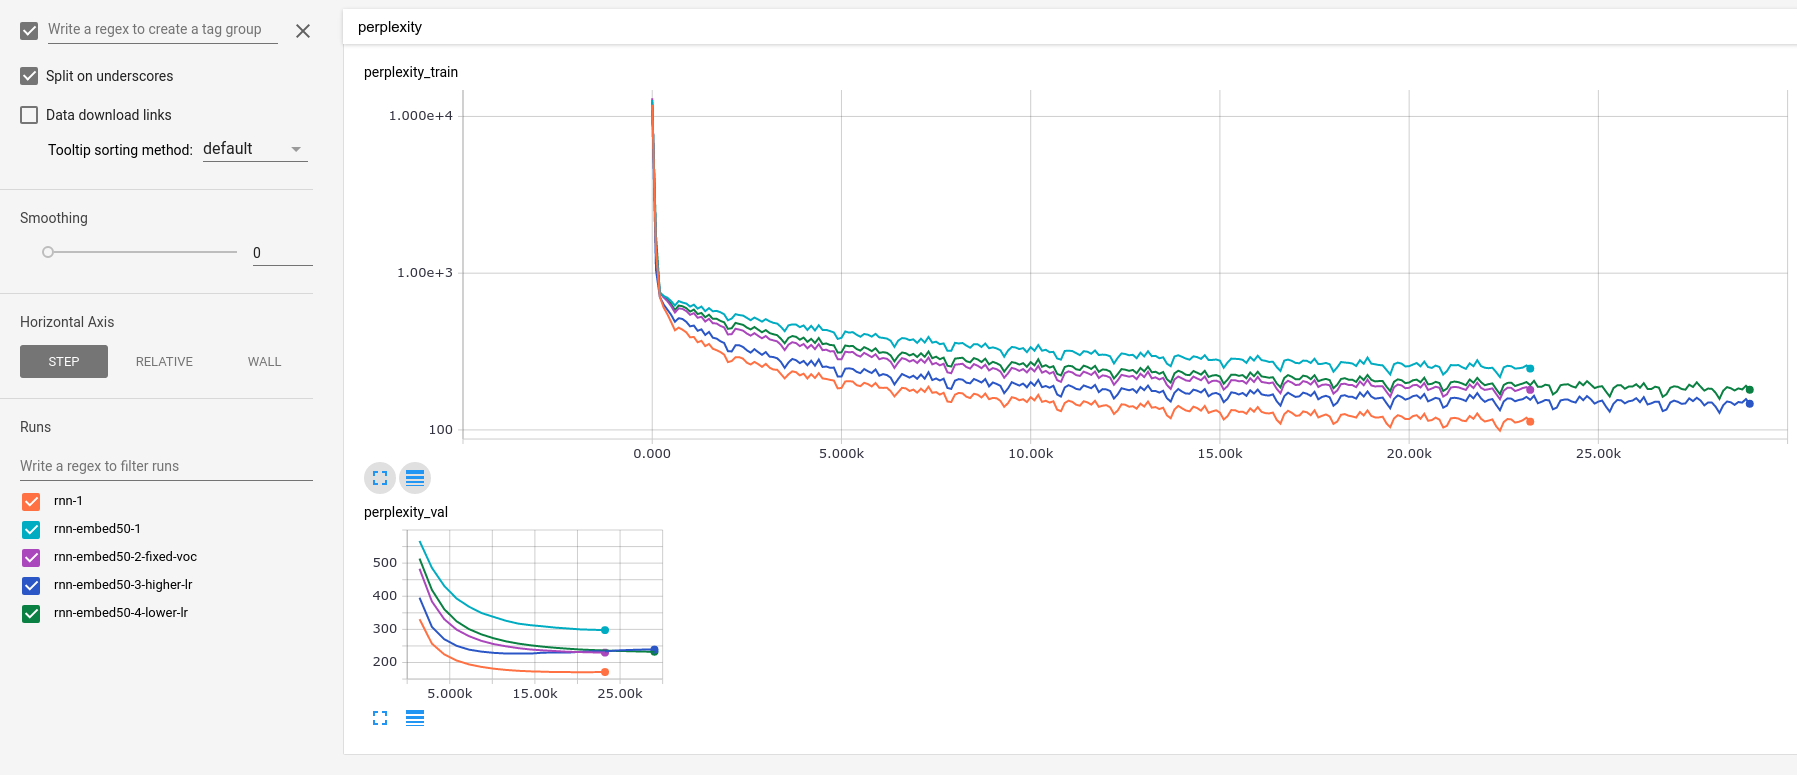 Write a regex to create a tag group
Split on underscores
Data download links
Tooltip sorting method: default
Smoothing
0
Horizontal Axis
STEP RELATIVE WALL
Runs
Write a regex to filter runs
rnn-1
rnn-embed50-1
rnn-embed50-2-fixed-voc
rnn-embed50-3-higher-lr
rnn-embed50-4-lower-lr
perplexity
perplexity_train
1.000e+4
1.00e+3
100
0.000 5.000k 10.00k 15.00k 20.00k 25.00k
perplexity_val
500
400
300
200
5.000k 15.00k 25.00k